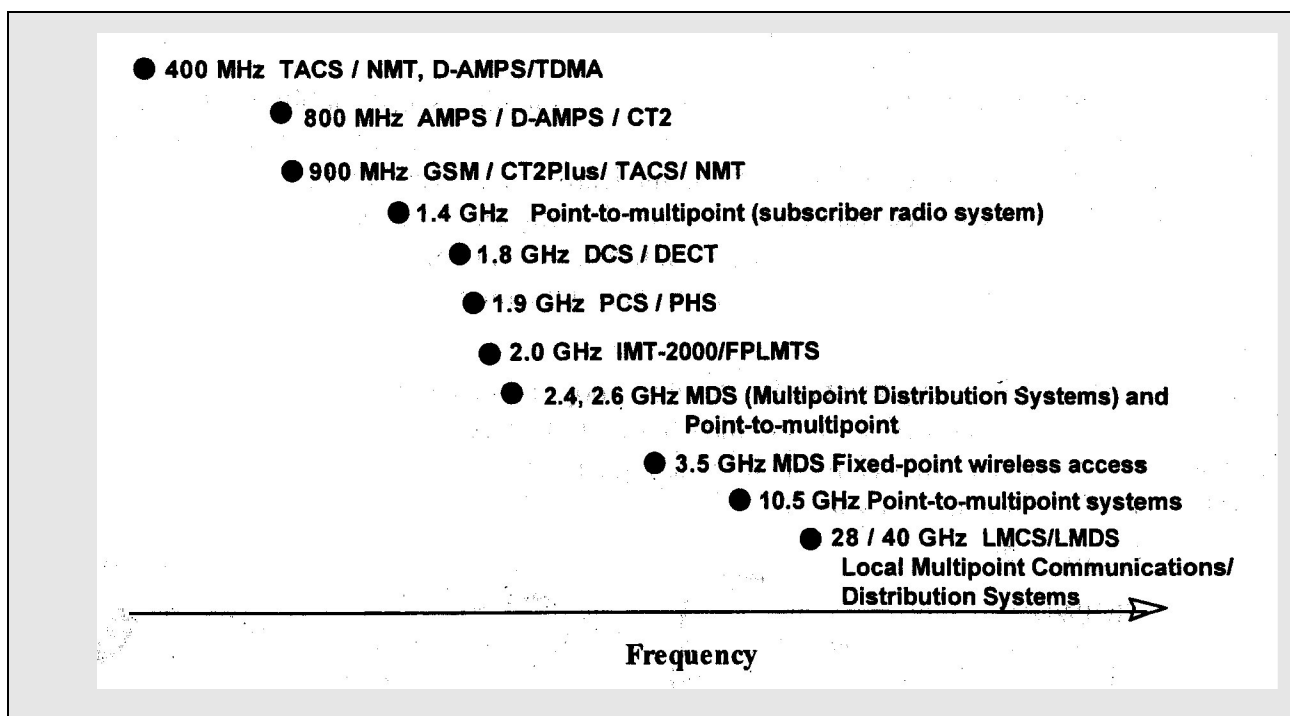 ● 400 MHz TACS / NMT, D-AMPS/TDMA
● 800 MHz AMPS / D-AMPS / CT2
● 900 MHz GSM / CT2Plus/ TACS/ NMT
● 1.4 GHz Point-to-multipoint (subscriber radio system)
● 1.8 GHz DCS / DECT
● 1.9 GHz PCS / PHS
● 2.0 GHz IMT-2000/FPLMTS
● 2.4, 2.6 GHz MDS (Multipoint Distribution Systems) and
Point-to-multipoint
● 3.5 GHz MDS Fixed-point wireless access
● 10.5 GHz Point-to-multipoint systems
● 28 / 40 GHz LMCS/LMDS
Local Multipoint Communications/
Distribution Systems
Frequency